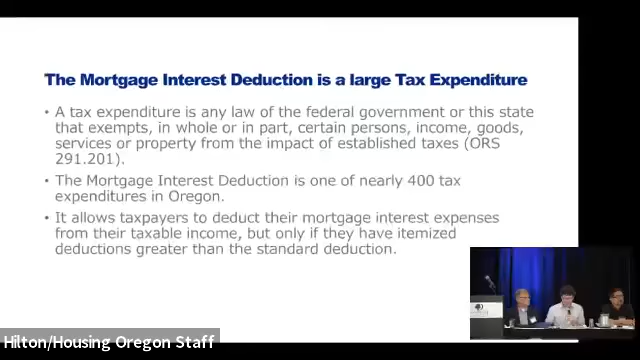 The Mortgage Interest Deduction is a large Tax Expenditure
• A tax expenditure is any law of the federal government or this state
that exempts, in whole or in part, certain persons, income, goods,
services or property from the impact of established taxes (ORS
291.201).
• The Mortgage Interest Deduction is one of nearly 400 tax
expenditures in Oregon.
• It allows taxpayers to deduct their mortgage interest expenses
from their taxable income, but only if they have itemized
deductions greater than the standard deduction.
Hilton/Housing Oregon Staff